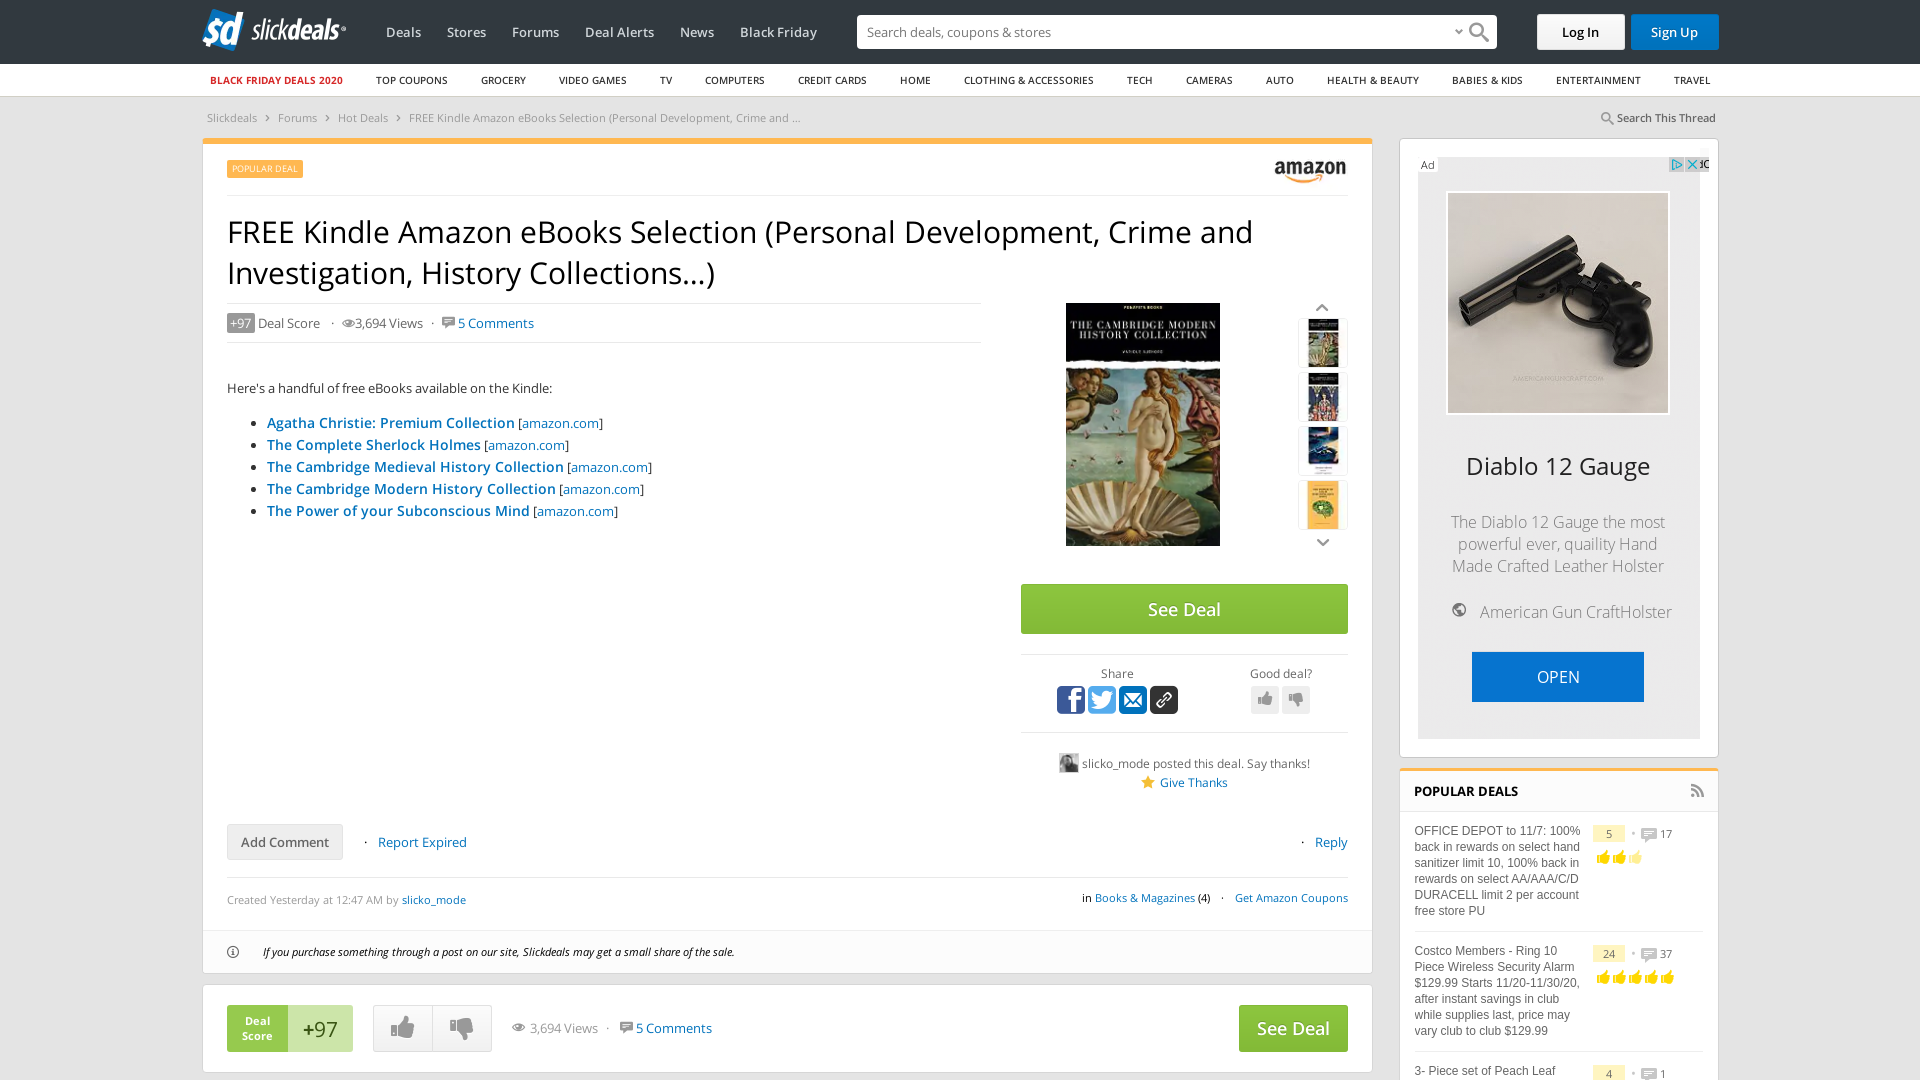 slickdeals
Deals
Stores
Forums
Deal Alerts
News
Black Friday
Search deals, coupons & stores
Log In
Sign Up
BLACK FRIDAY DEALS 2020
TOP COUPONS
GROCERY
VIDEO GAMES
TV
COMPUTERS
CREDIT CARDS
HOME
CLOTHING & ACCESSORIES
TECH
CAMERAS
AUTO
HEALTH & BEAUTY
BABIES & KIDS
ENTERTAINMENT
TRAVEL
Slickdeals › Forums › Hot Deals › FREE Kindle Amazon eBooks Selection (Personal Development, Crime and ...
Search This Thread
POPULAR DEAL
amazon
FREE Kindle Amazon eBooks Selection (Personal Development, Crime and
Investigation, History Collections...)
+97 Deal Score · 3,694 Views · 5 Comments
THE CAMBRIDGE MODERN
HISTORY COLLECTION
Here's a handful of free eBooks available on the Kindle:
Agatha Christie: Premium Collection [amazon.com]
The Complete Sherlock Holmes [amazon.com]
The Cambridge Medieval History Collection [amazon.com]
The Cambridge Modern History Collection [amazon.com]
The Power of your Subconscious Mind [amazon.com]
See Deal
Share
Good deal?
slicko_mode posted this deal. Say thanks!
Give Thanks
Add Comment
· Report Expired
· Reply
Created Yesterday at 12:47 AM by slicko_mode
in Books & Magazines (4) · Get Amazon Coupons
If you purchase something through a post on our site, Slickdeals may get a small share of the sale.
Deal
Score
+97
3,694 Views · 5 Comments
See Deal
Ad
AMERICANGUNCRAFT.COM
Diablo 12 Gauge
The Diablo 12 Gauge the most
powerful ever, quaility Hand
Made Crafted Leather Holster
American Gun CraftHolster
OPEN
POPULAR DEALS
OFFICE DEPOT to 11/7: 100%
back in rewards on select hand
sanitizer limit 10, 100% back in
rewards on select AA/AAA/C/D
DURACELL limit 2 per account
free store PU
5 · 17
Costco Members - Ring 10
Piece Wireless Security Alarm
$129.99 Starts 11/20-11/30/20,
after instant savings in club
while supplies last, price may
vary club to club $129.99
24 · 37
3- Piece set of Peach Leaf
4 · 1